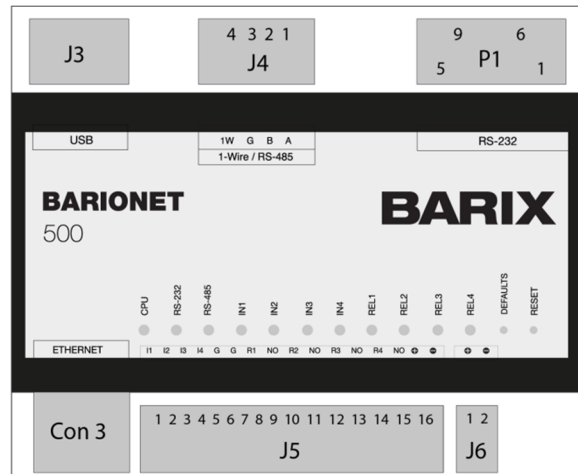 J3
4 3 2 1
J4
9 6
P1
5 1
USB
1W G B A
1-Wire / RS-485
RS-232
BARIONET
500
BARIX
CPU
RS-232
RS-485
IN1
IN2
IN3
IN4
REL1
REL2
REL3
REL4
DEFAULTS
RESET
ETHERNET
I1 I2 I3 I4 G G R1 NO R2 NO R3 NO R4 NO + - + -
Con 3
1 2 3 4 5 6 7 8 9 10 11 12 13 14 15 16
J5
1 2
J6